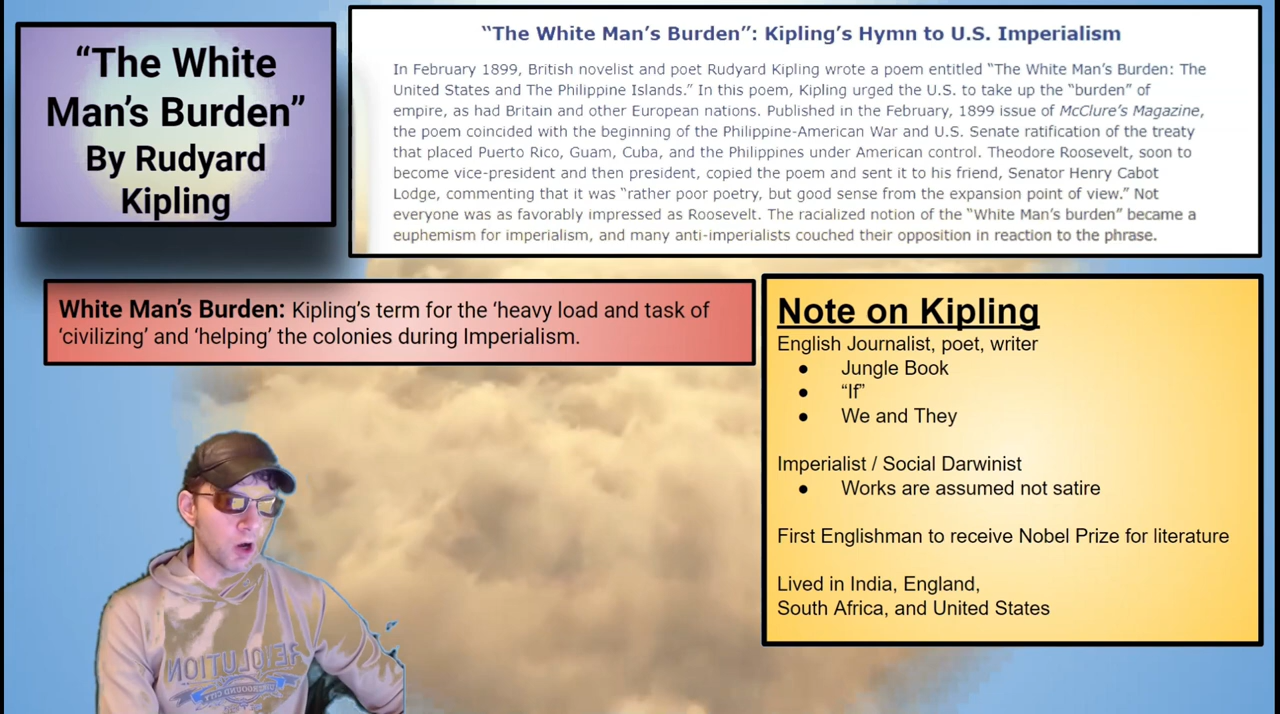 “The White
Man’s Burden”
By Rudyard
Kipling
“The White Man’s Burden”: Kipling’s Hymn to U.S. Imperialism
In February 1899, British novelist and poet Rudyard Kipling wrote a poem entitled “The White Man’s Burden: The
United States and The Philippine Islands.” In this poem, Kipling urged the U.S. to take up the “burden” of
empire, as had Britain and other European nations. Published in the February, 1899 issue of McClure’s Magazine,
the poem coincided with the beginning of the Philippine-American War and U.S. Senate ratification of the treaty
that placed Puerto Rico, Guam, Cuba, and the Philippines under American control. Theodore Roosevelt, soon to
become vice-president and then president, copied the poem and sent it to his friend, Senator Henry Cabot
Lodge, commenting that it was “rather poor poetry, but good sense from the expansion point of view.” Not
everyone was as favorably impressed as Roosevelt. The racialized notion of the “White Man’s burden” became a
euphemism for imperialism, and many anti-imperialists couched their opposition in reaction to the phrase.
White Man’s Burden: Kipling’s term for the ‘heavy load and task of
‘civilizing’ and ‘helping’ the colonies during Imperialism.
Note on Kipling
English Journalist, poet, writer
● Jungle Book
● “If”
● We and They
Imperialist / Social Darwinist
● Works are assumed not satire
First Englishman to receive Nobel Prize for literature
Lived in India, England,
South Africa, and United States
REVOLUTION